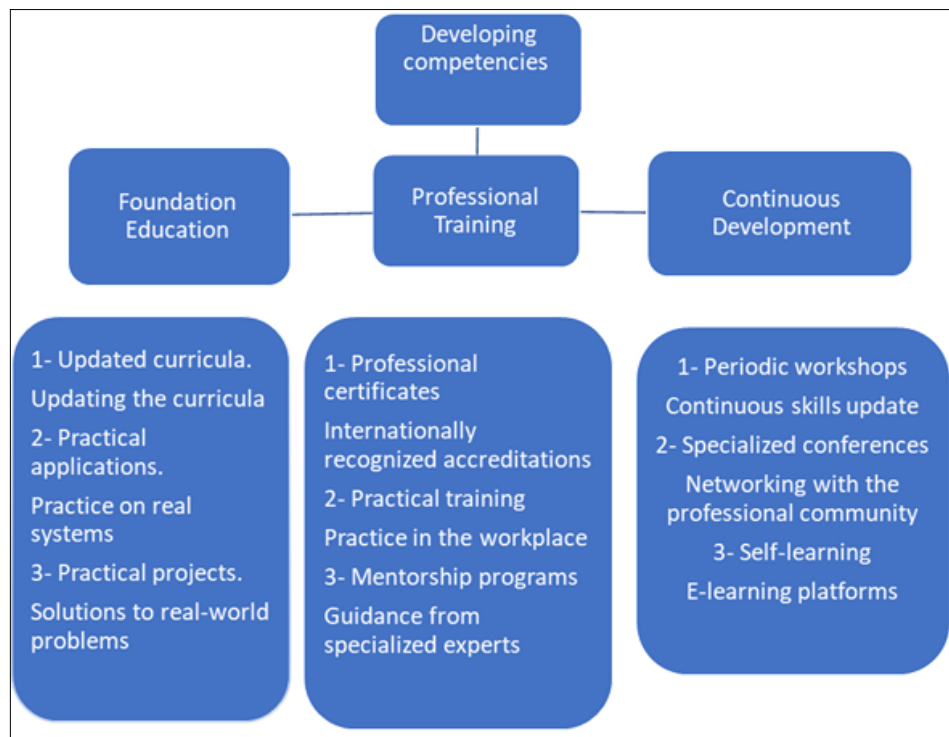 Developing
competencies
Foundation
Education
Professional
Training
Continuous
Development
1- Updated curricula.
Updating the curricula
2- Practical
applications.
Practice on real
systems
3- Practical projects.
Solutions to real-world
problems
1- Professional
certificates
Internationally
recognized accreditations
2- Practical training
Practice in the workplace
3- Mentorship programs
Guidance from
specialized experts
1- Periodic workshops
Continuous skills update
2- Specialized conferences
Networking with the
professional community
3- Self-learning
E-learning platforms